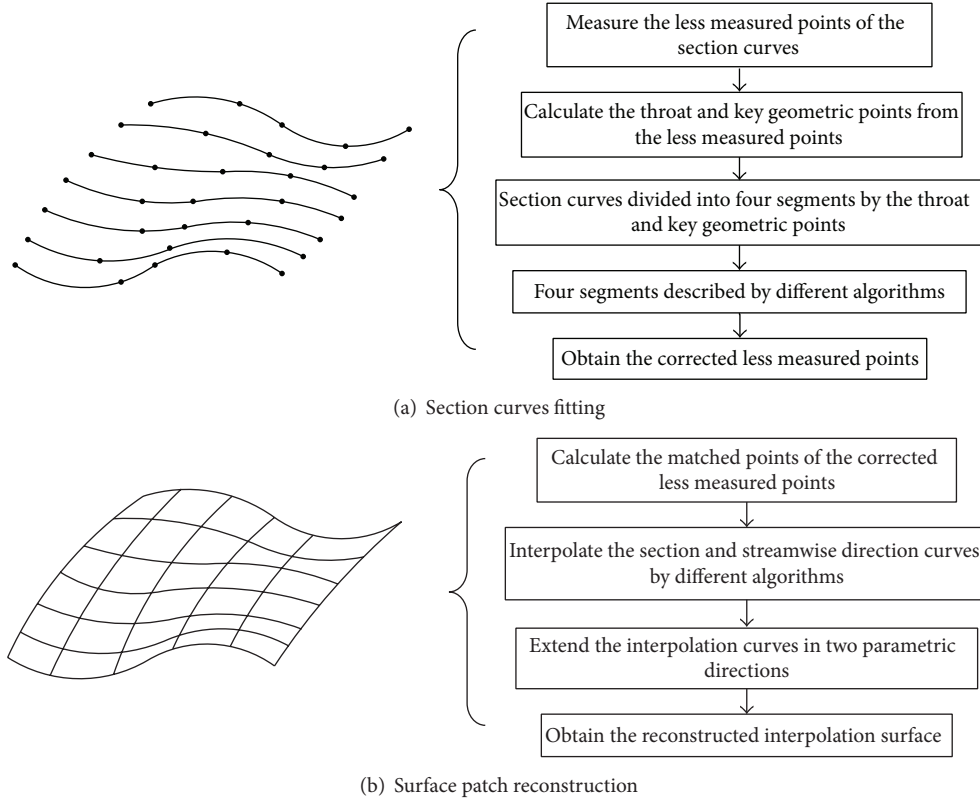 Measure the less measured points of the
section curves
Calculate the throat and key geometric points from
the less measured points
Section curves divided into four segments by the throat
and key geometric points
Four segments described by different algorithms
Obtain the corrected less measured points
(a) Section curves fitting
Calculate the matched points of the corrected
less measured points
Interpolate the section and streamwise direction curves
by different algorithms
Extend the interpolation curves in two parametric
directions
Obtain the reconstructed interpolation surface
(b) Surface patch reconstruction